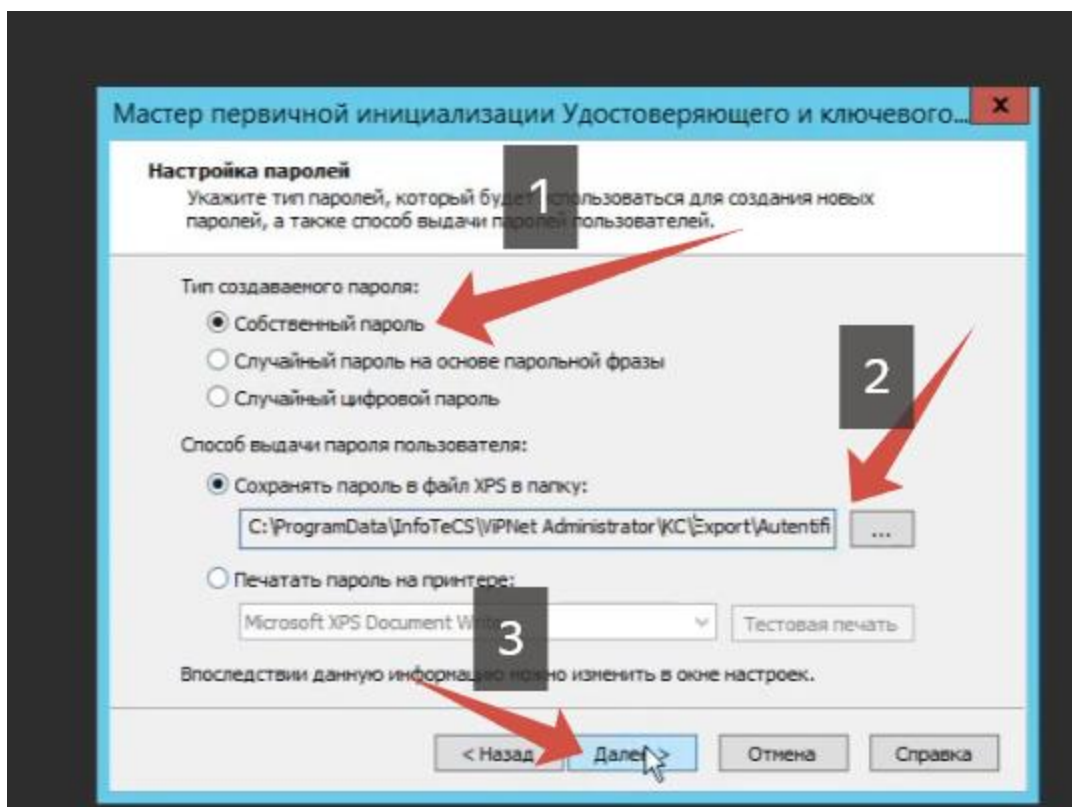 Мастер первичной инициализации Удостоверяющего и ключевого...
x
Настройка паролей
1
Укажите тип паролей, который будет использоваться для создания новых
паролей, а также способ выдачи паролей пользователей.
Тип создаваемого пароля:
Собственный пароль
Случайный пароль на основе парольной фразы
2
Случайный цифровой пароль
Способ выдачи пароля пользователя:
Сохранять пароль в файл XPS в папку:
C:\ProgramData\InfoTeCS\ViPNet Administrator\KC\Export\Autentifi
...
Печатать пароль на принтере:
Microsoft XPS Document Writer
Тестовая печать
3
Впоследствии данную информацию можно изменить в окне настроек.
< Назад
Далее >
Отмена
Справка